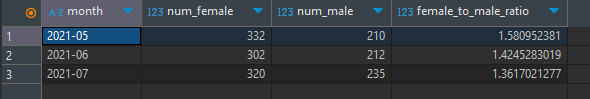 A-Z month 123 num_female 123 num_male 123 female_to_male_ratio
1 2021-05 332 210 1.580952381
2 2021-06 302 212 1.4245283019
3 2021-07 320 235 1.3617021277